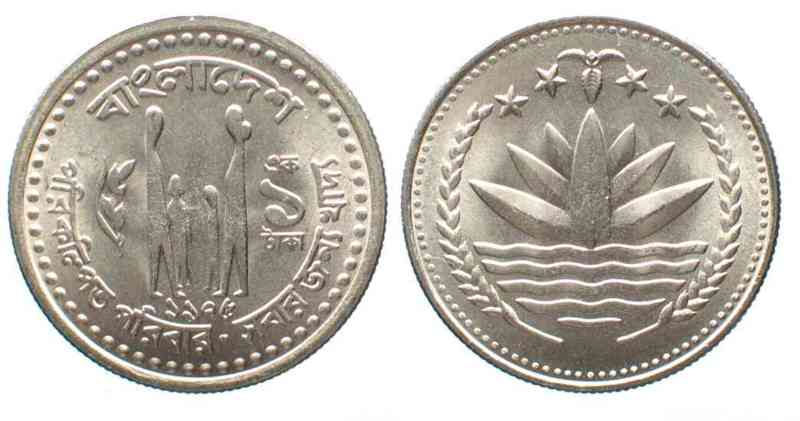 বাংলাদেশ
এক
১
টাকা
১৯৭৫
পরিকল্পিত পরিবার · সবার জন্য খাদ্য